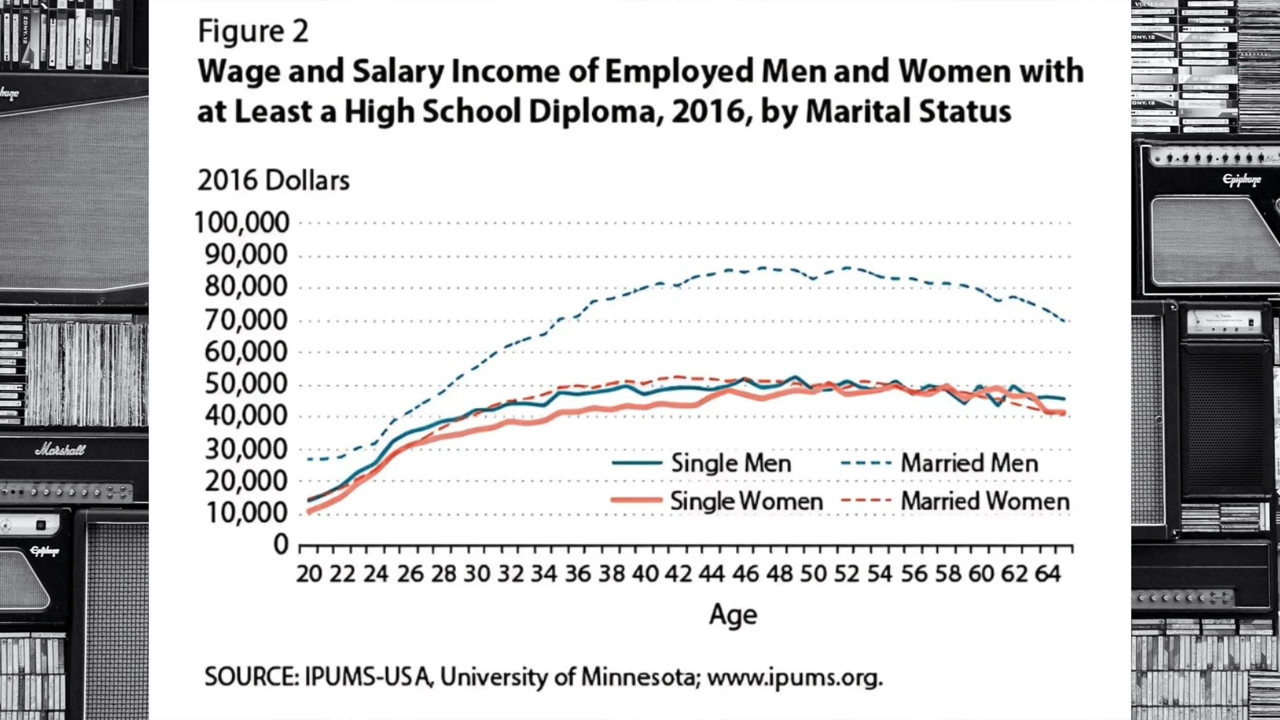 Figure 2
Wage and Salary Income of Employed Men and Women with
at Least a High School Diploma, 2016, by Marital Status
2016 Dollars
100,000
90,000
80,000
70,000
60,000
50,000
40,000
30,000
20,000
10,000
0
Single Men
Married Men
Single Women
Married Women
20 22 24 26 28 30 32 34 36 38 40 42 44 46 48 50 52 54 56 58 60 62 64
Age
SOURCE: IPUMS-USA, University of Minnesota; www.ipums.org.
Marshall
Epiphone
Epiphone